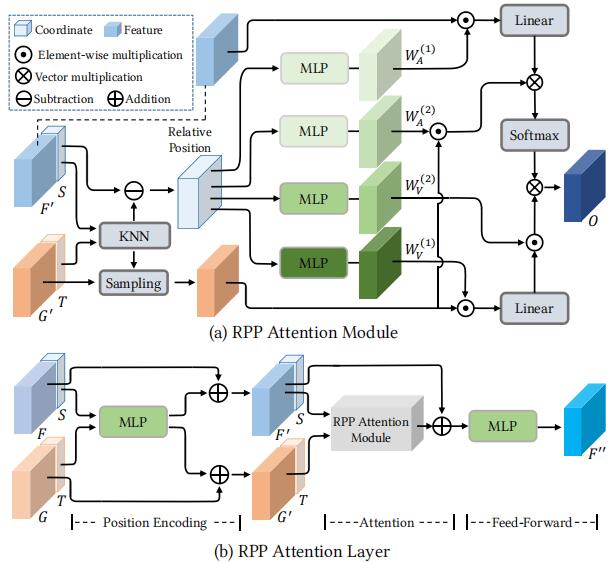 Coordinate
Feature
Element-wise multiplication
Vector multiplication
Subtraction
Addition
Linear
MLP
W_A^{(1)}
Relative
Position
MLP
W_A^{(2)}
Softmax
S
F′
MLP
W_V^{(2)}
O
KNN
MLP
W_V^{(1)}
T
Sampling
G′
Linear
(a) RPP Attention Module
F
S
MLP
F′
S
RPP Attention
Module
MLP
F′′
G
T
G′
T
Position Encoding
Attention
Feed-Forward
(b) RPP Attention Layer